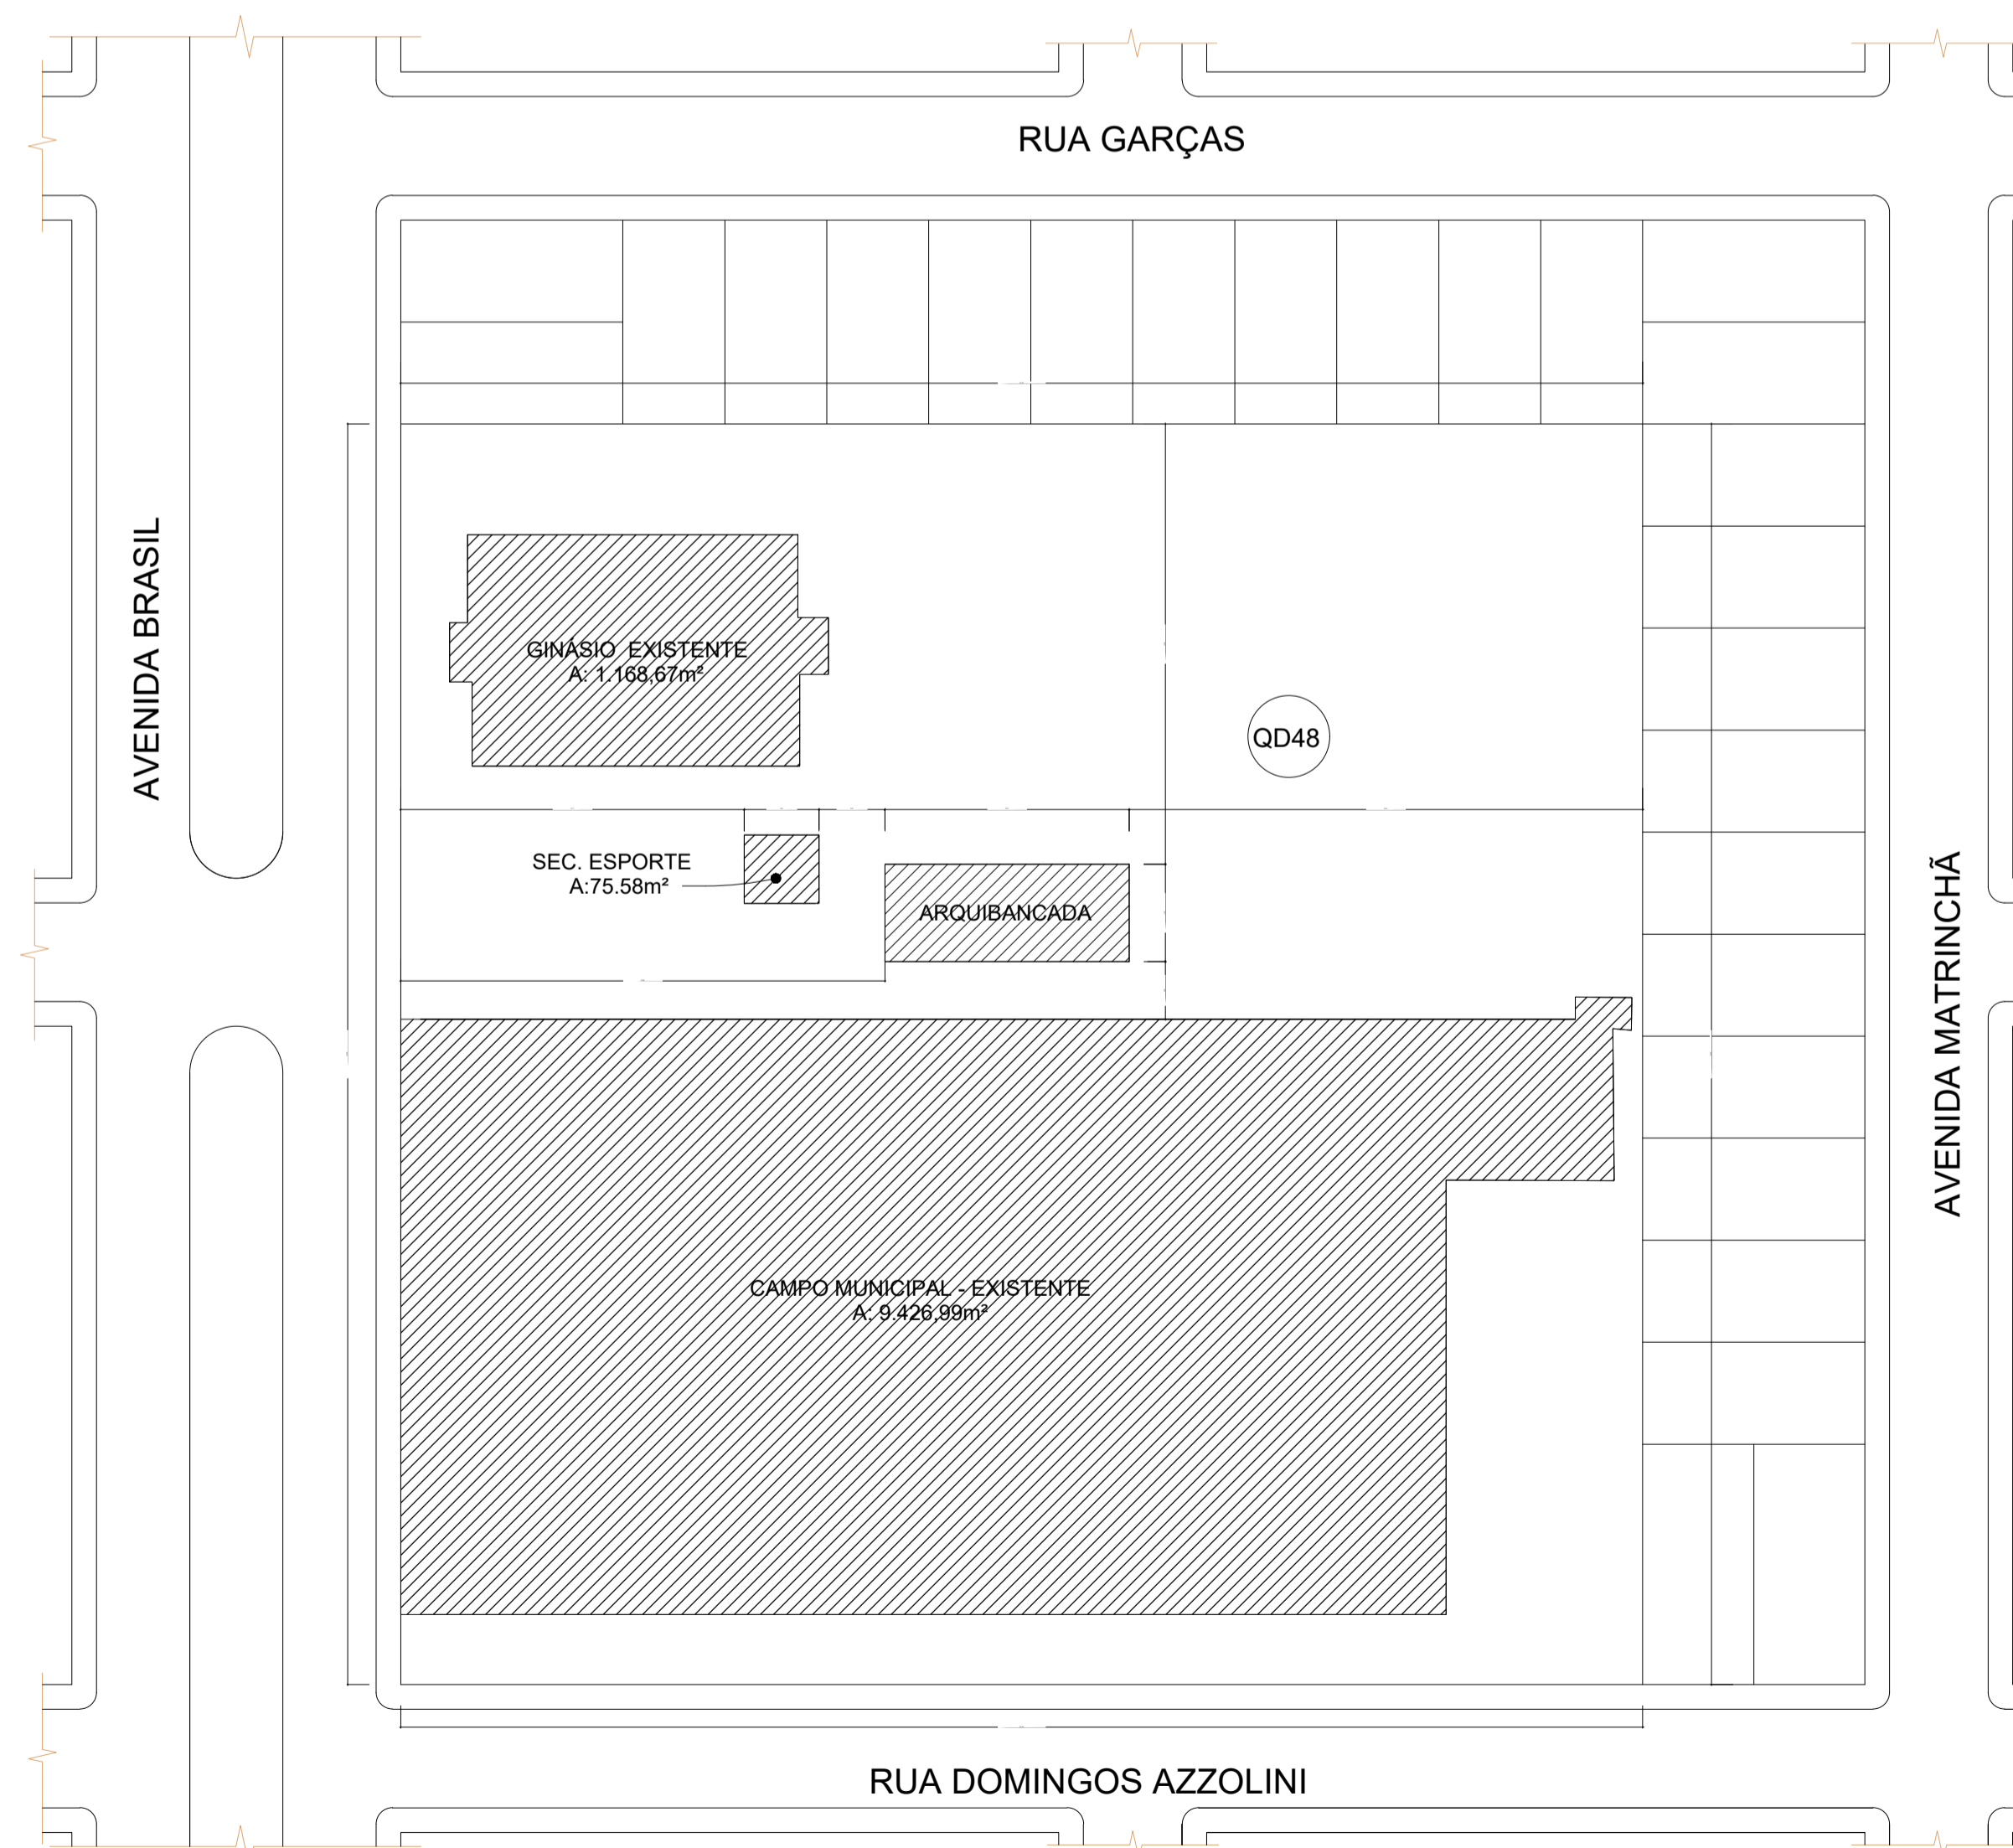 RUA GARÇAS
AVENIDA BRASIL
GINÁSIO EXISTENTE
A: 1.168,67m²
QD48
SEC. ESPORTE
A:75.58m²
ARQUIBANCADA
AVENIDA MATRINCHÃ
CAMPO MUNICIPAL - EXISTENTE
A: 9.426,99m²
RUA DOMINGOS AZZOLINI